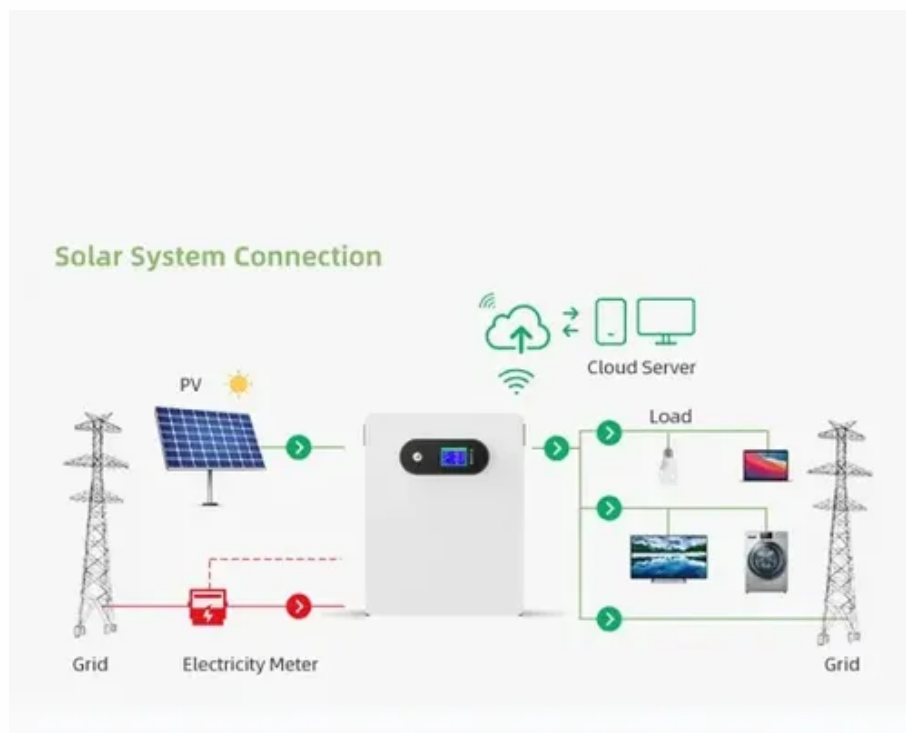 Solar System Connection
Cloud Server
PV
Load
Grid
Electricity Meter
Grid